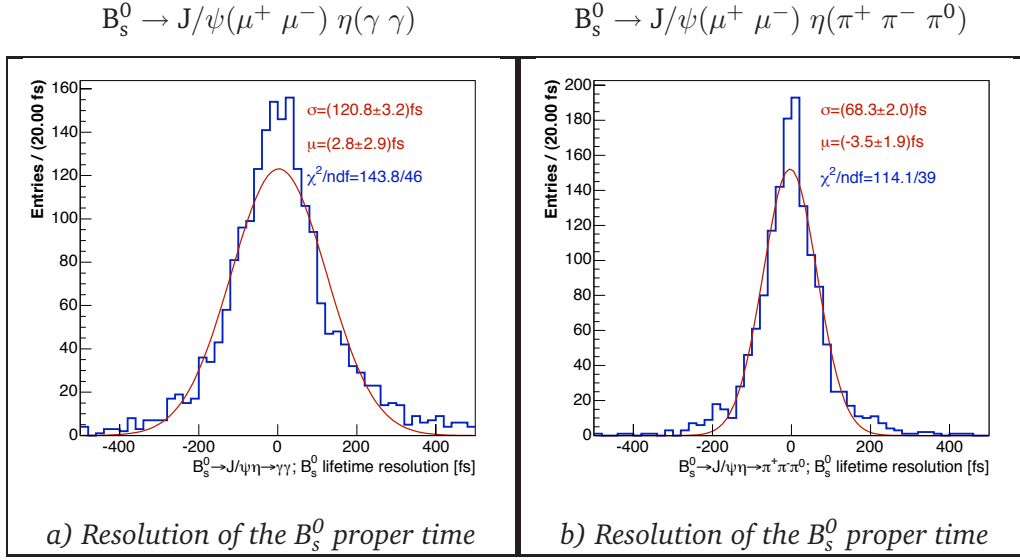 B⁰ₛ → J/ψ(μ⁺ μ⁻) η(γ γ)
B⁰ₛ → J/ψ(μ⁺ μ⁻) η(π⁺ π⁻ π⁰)
Entries / (20.00 fs)
160
140
120
100
80
60
40
20
0
σ=(120.8±3.2)fs
μ=(2.8±2.9)fs
χ²/ndf=143.8/46
-400 -200 0 200 400
B⁰ₛ→J/ψη→γγ; B⁰ₛ lifetime resolution [fs]
a) Resolution of the B⁰ₛ proper time
Entries / (20.00 fs)
200
180
160
140
120
100
80
60
40
20
0
σ=(68.3±2.0)fs
μ=(-3.5±1.9)fs
χ²/ndf=114.1/39
-400 -200 0 200 400
B⁰ₛ→J/ψη→π⁺π⁻π⁰; B⁰ₛ lifetime resolution [fs]
b) Resolution of the B⁰ₛ proper time